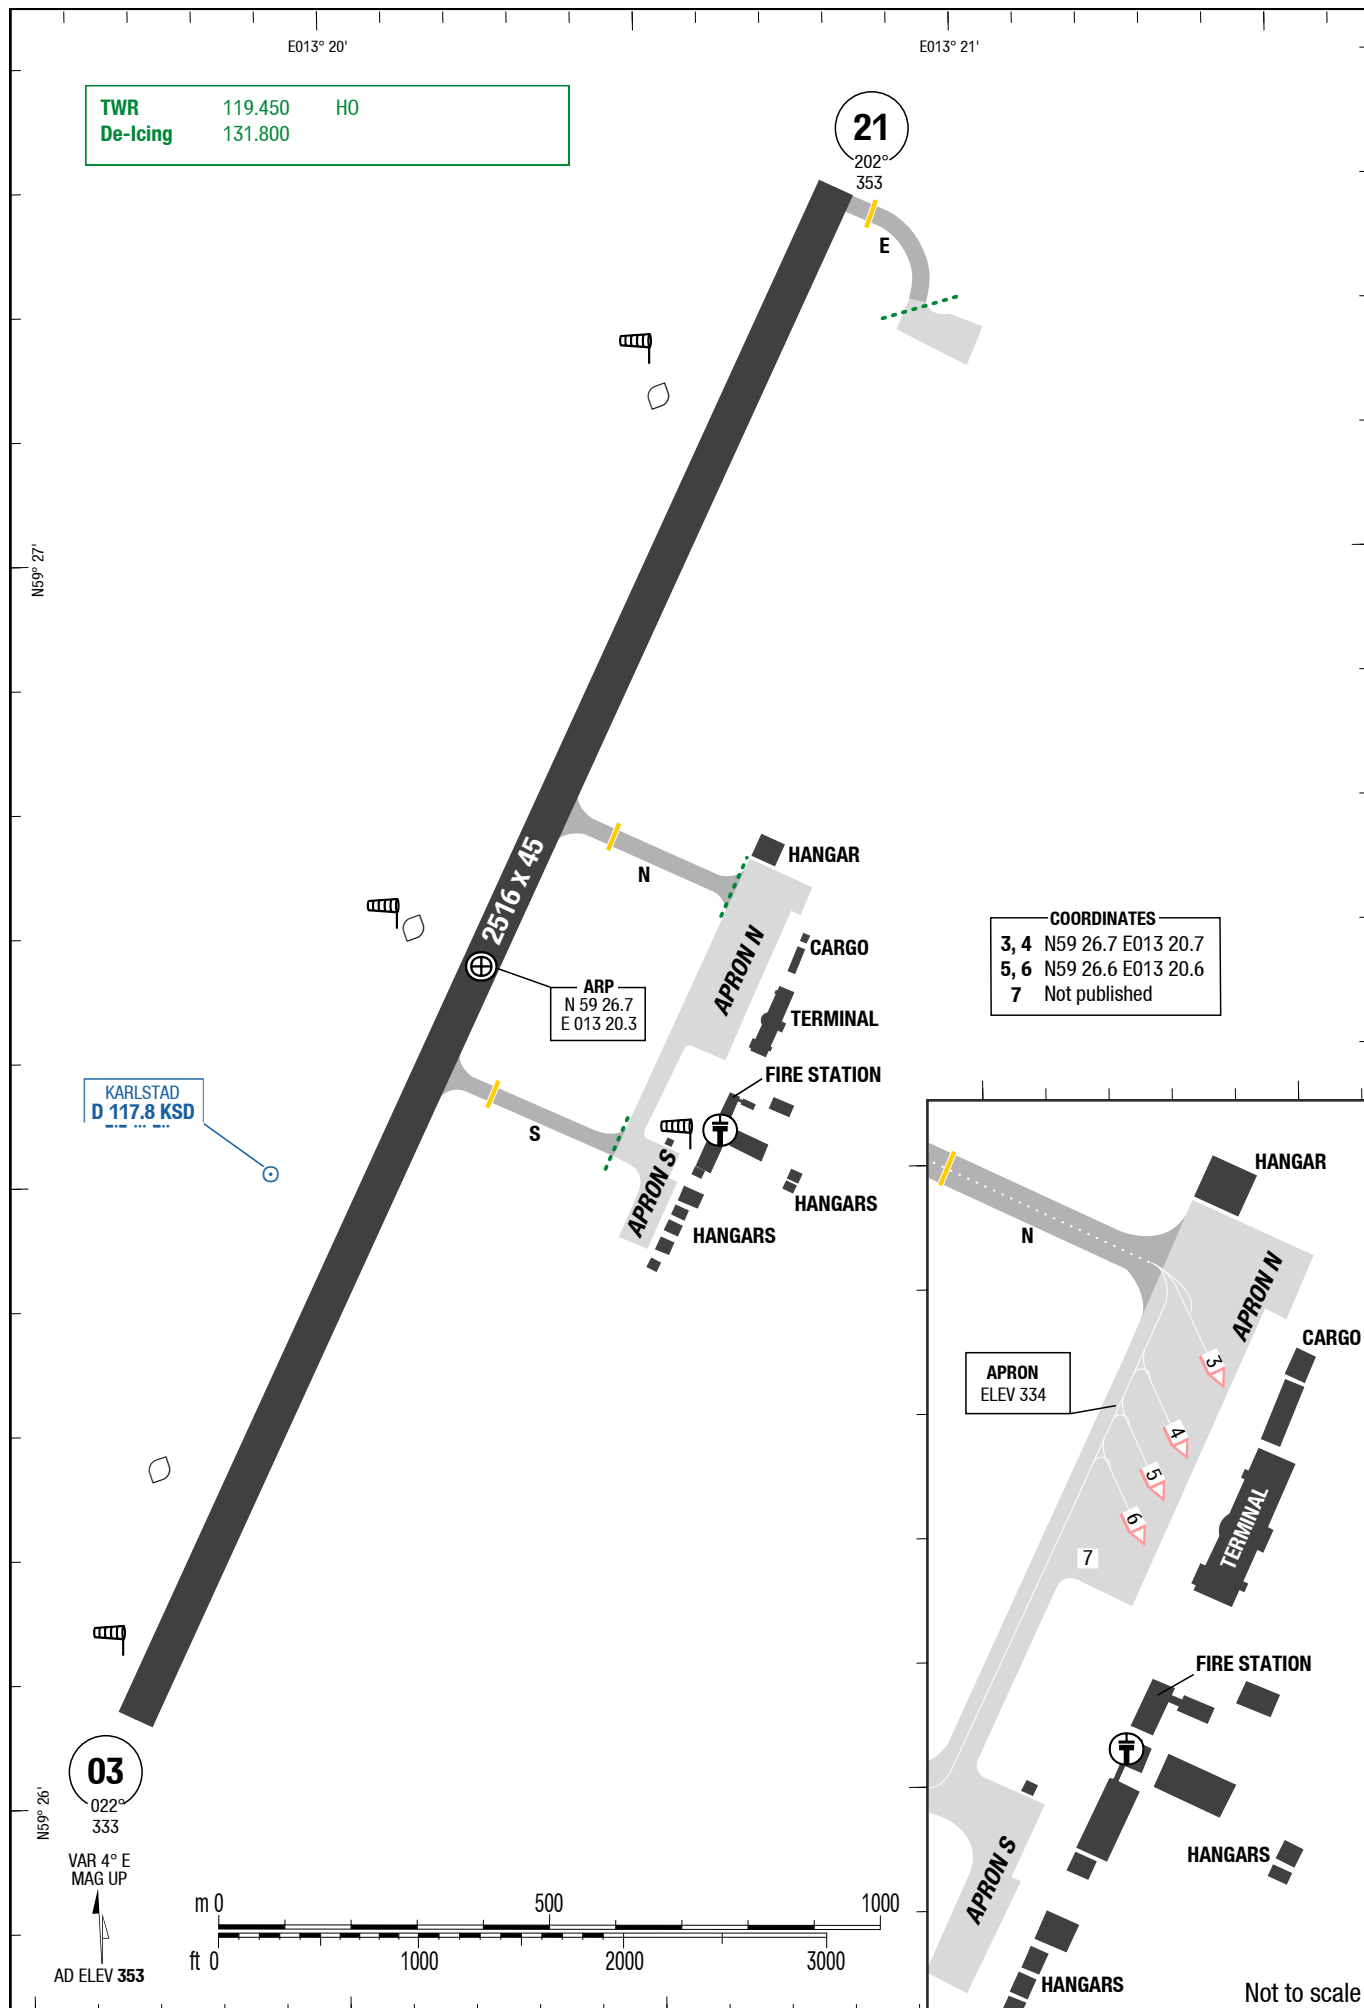 E013° 20'
E013° 21'
TWR 119.450 HO
De-Icing 131.800
21
202°
353
E
N59° 27'
2516 x 45
N
HANGAR
APRON N
CARGO
TERMINAL
COORDINATES
3, 4 N59 26.7 E013 20.7
5, 6 N59 26.6 E013 20.6
7 Not published
ARP
N 59 26.7
E 013 20.3
FIRE STATION
KARLSTAD
D 117.8 KSD
S
APRON S
HANGARS
HANGARS
HANGAR
N
APRON N
CARGO
APRON
ELEV 334
3
4
5
6
7
TERMINAL
FIRE STATION
HANGARS
APRON S
HANGARS
Not to scale
03
022°
333
N59° 26'
VAR 4° E
MAG UP
AD ELEV 353
m 0 500 1000
ft 0 1000 2000 3000